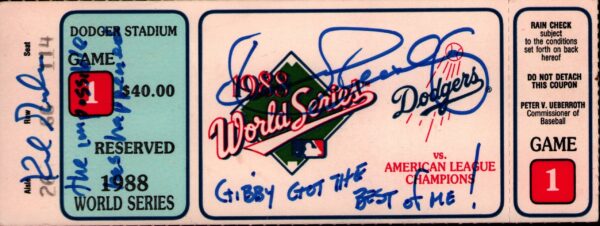 Aisle Row Seat
114
DODGER STADIUM
GAME
1
$40.00
RESERVED
1988
WORLD SERIES
the impossible
has happened
1988
World Series
Dodgers
vs.
AMERICAN LEAGUE
CHAMPIONS
GIBBY GOT THE
BEST OF ME!
RAIN CHECK
subject
to the conditions
set forth on back
hereof
DO NOT DETACH
THIS COUPON
PETER V. UEBERROTH
Commissioner of
Baseball
GAME
1